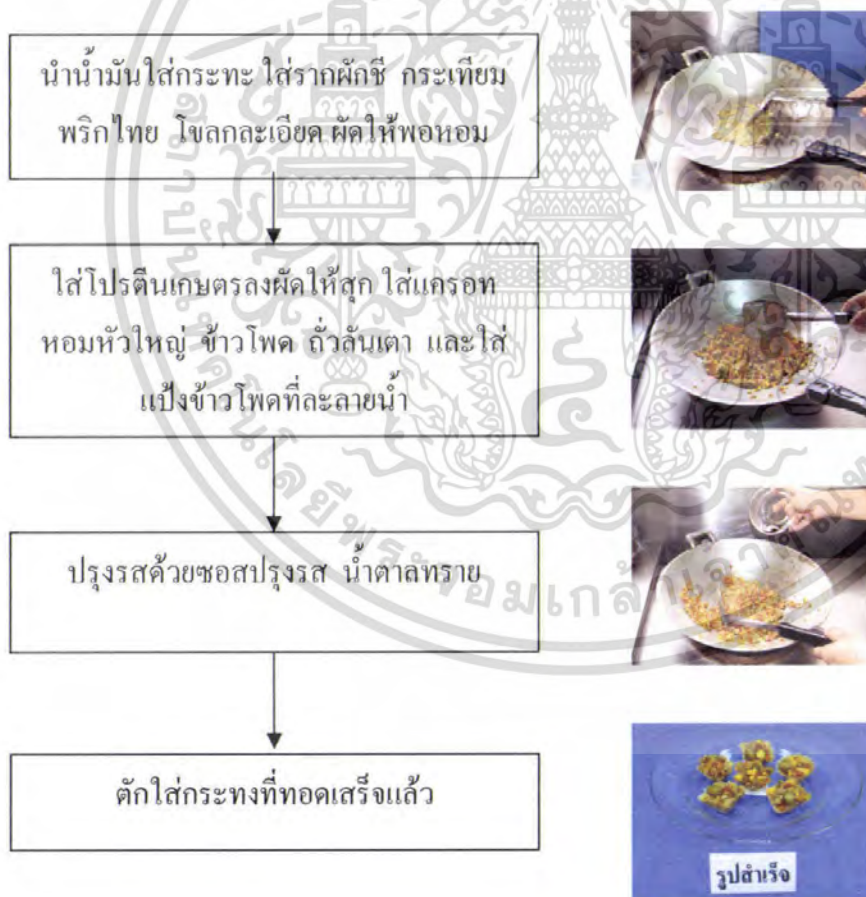 นำน้ำมันใส่กระทะ ใส่รากผักชี กระเทียม
พริกไทย โขลกละเอียด ผัดให้พอหอม
ใส่โปรตีนเกษตรลงผัดให้สุก ใส่แครอท
หอมหัวใหญ่ ข้าวโพด ถั่วลันเตา และใส่
แป้งข้าวโพดที่ละลายน้ำ
ปรุงรสด้วยซอสปรุงรส น้ำตาลทราย
ตักใส่กระทงที่ทอดเสร็จแล้ว
รูปสำเร็จ